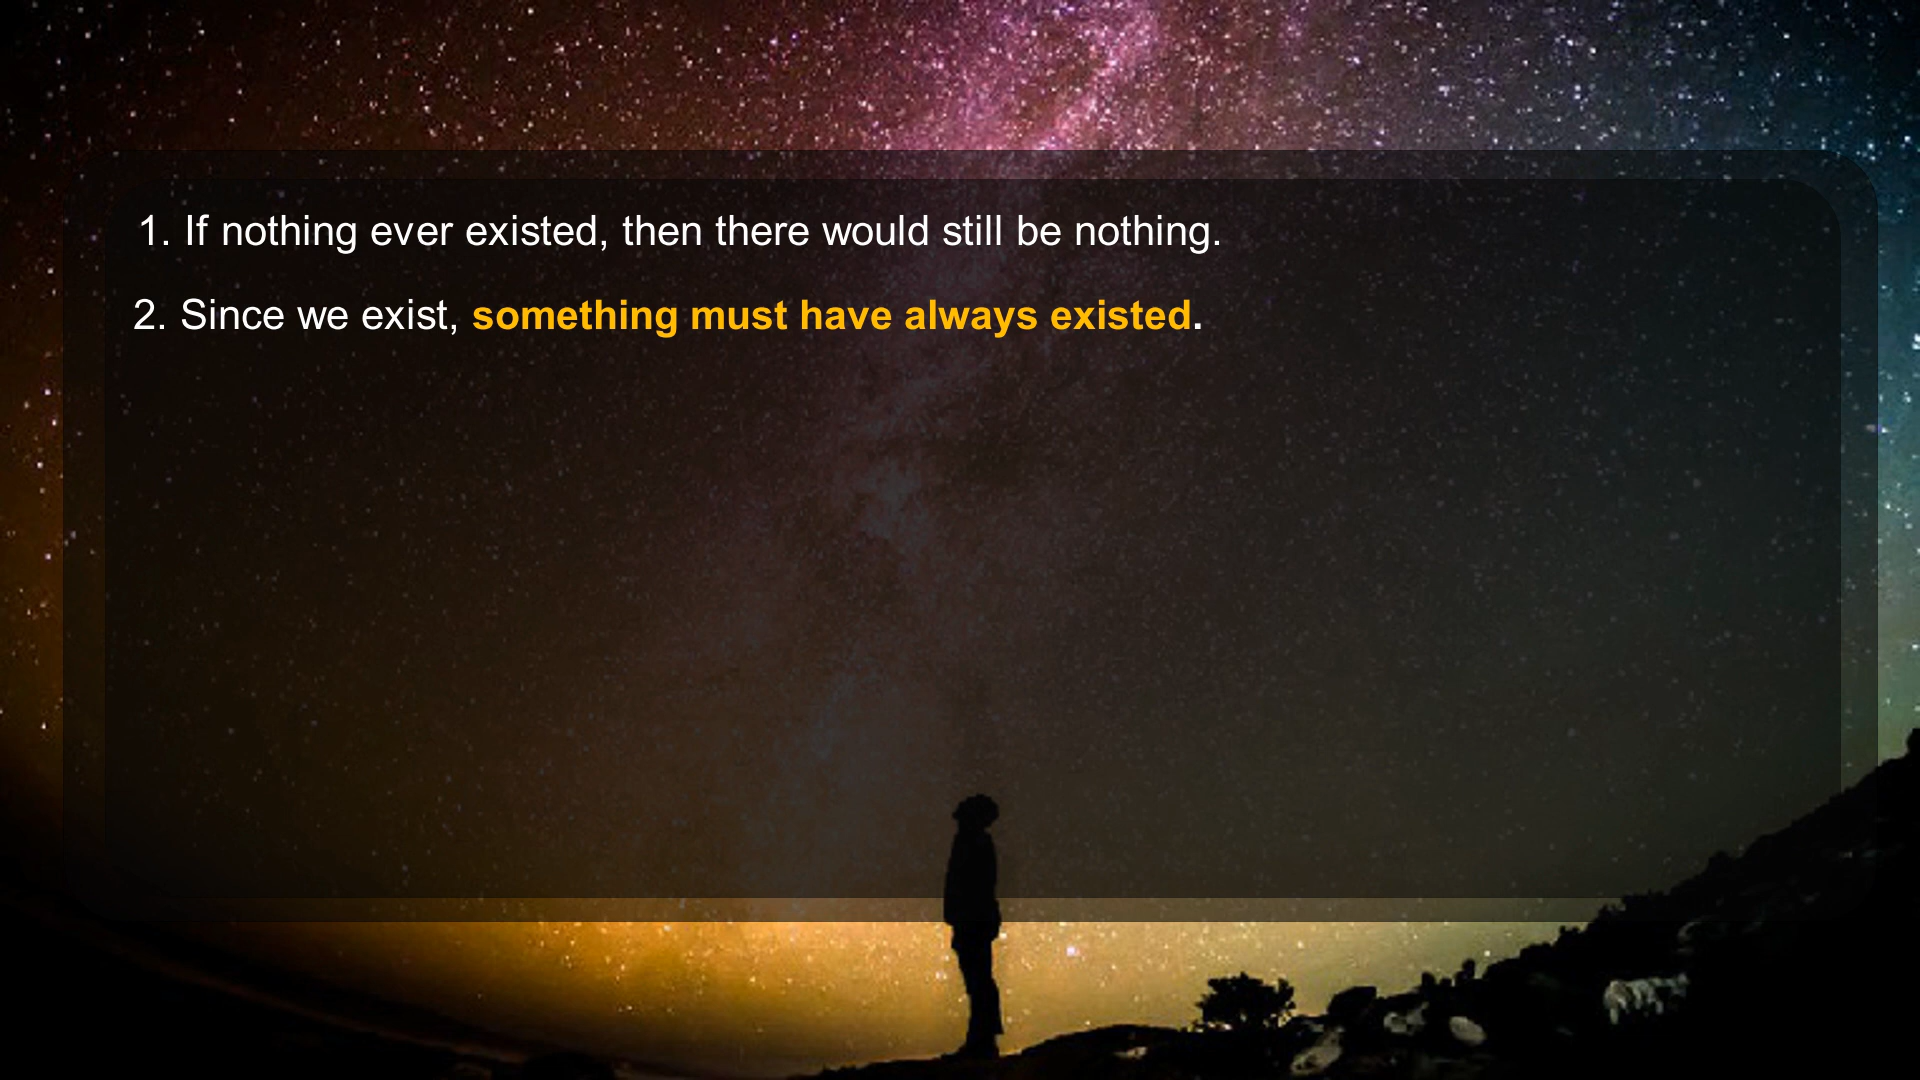 1. If nothing ever existed, then there would still be nothing.
2. Since we exist, something must have always existed.